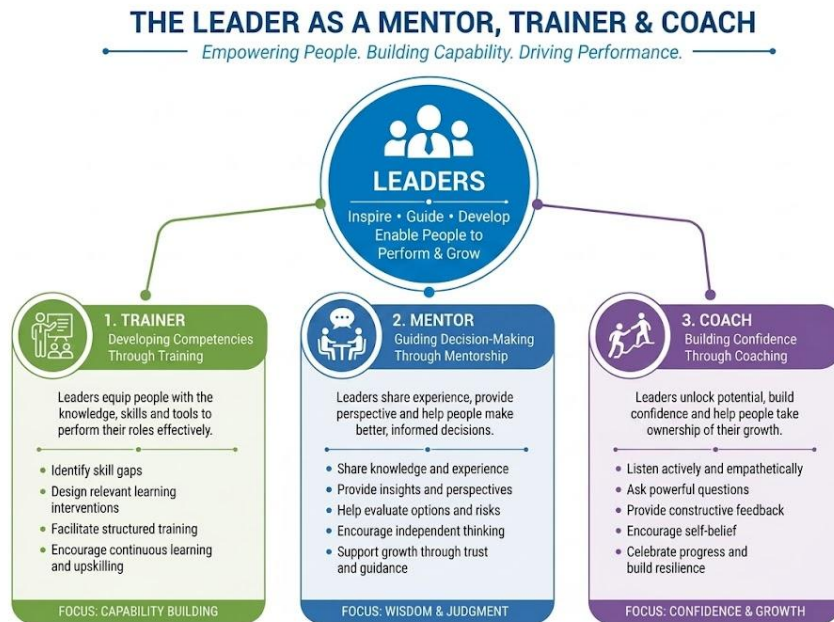 THE LEADER AS A MENTOR, TRAINER & COACH
Empowering People. Building Capability. Driving Performance.
LEADERS
Inspire • Guide • Develop
Enable People to
Perform & Grow
1. TRAINER
Developing Competencies
Through Training
Leaders equip people with the
knowledge, skills and tools to
perform their roles effectively.
• Identify skill gaps
• Design relevant learning
interventions
• Facilitate structured training
• Encourage continuous learning
and upskilling
FOCUS: CAPABILITY BUILDING
2. MENTOR
Guiding Decision-Making
Through Mentorship
Leaders share experience, provide
perspective and help people make
better, informed decisions.
• Share knowledge and experience
• Provide insights and perspectives
• Help evaluate options and risks
• Encourage independent thinking
• Support growth through trust
and guidance
FOCUS: WISDOM & JUDGMENT
3. COACH
Building Confidence
Through Coaching
Leaders unlock potential, build
confidence and help people take
ownership of their growth.
• Listen actively and empathetically
• Ask powerful questions
• Provide constructive feedback
• Encourage self-belief
• Celebrate progress and
build resilience
FOCUS: CONFIDENCE & GROWTH